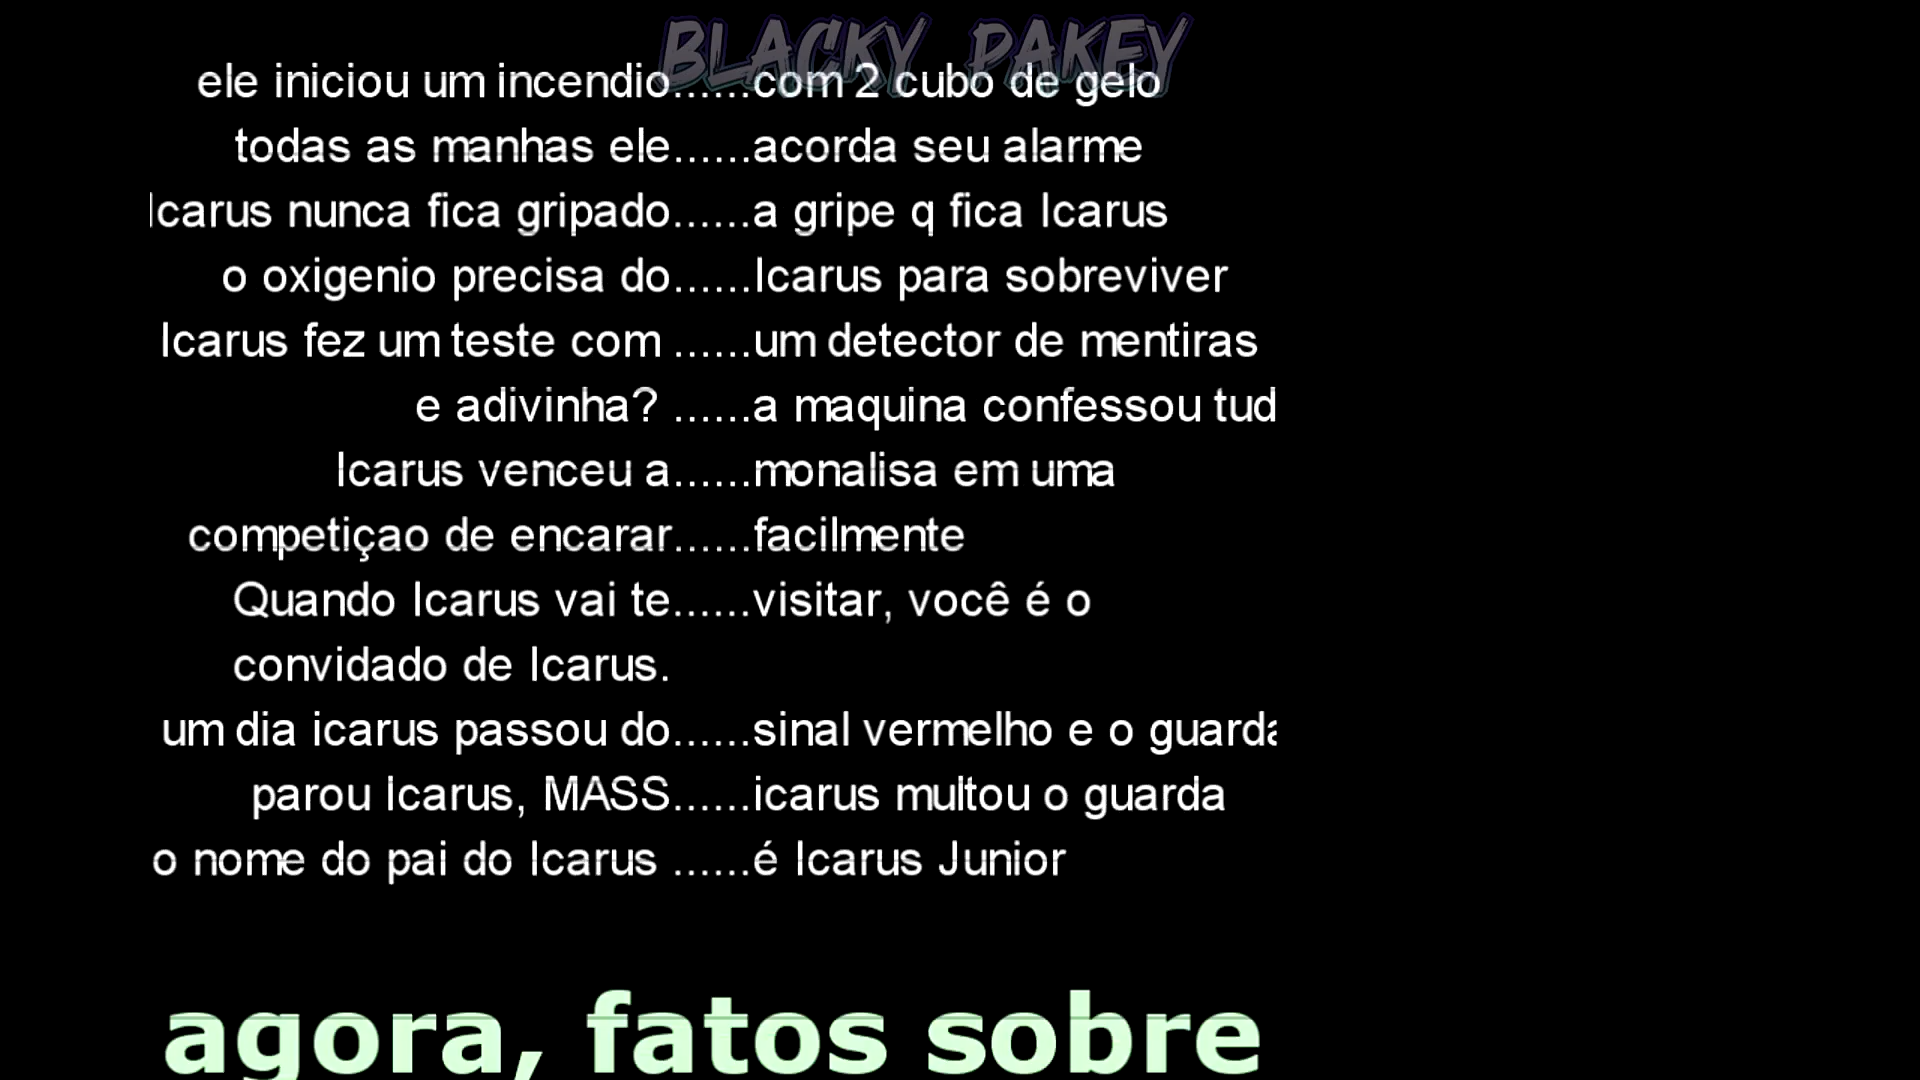 BLACKY PAKEY
ele iniciou um incendio......com 2 cubo de gelo
todas as manhas ele......acorda seu alarme
Icarus nunca fica gripado......a gripe q fica Icarus
o oxigenio precisa do......Icarus para sobreviver
Icarus fez um teste com ......um detector de mentiras
e adivinha? ......a maquina confessou tud
Icarus venceu a......monalisa em uma
competiçao de encarar......facilmente
Quando Icarus vai te......visitar, você é o
convidado de Icarus.
um dia icarus passou do......sinal vermelho e o guarda
parou Icarus, MASS......icarus multou o guarda
o nome do pai do Icarus ......é Icarus Junior
agora, fatos sobre